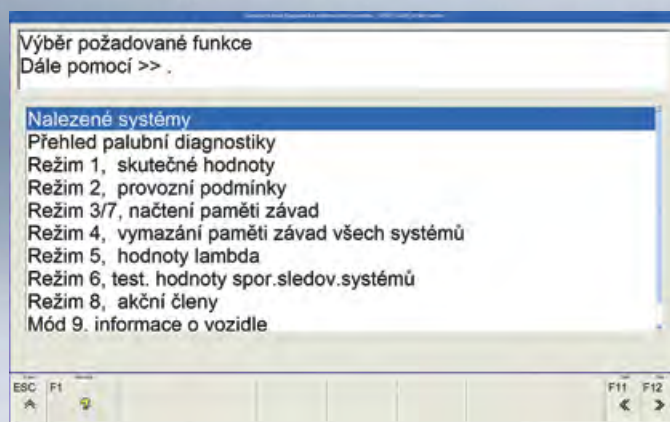 Výběr požadované funkce
Dále pomocí >> .
Nalezené systémy
Přehled palubní diagnostiky
Režim 1, skutečné hodnoty
Režim 2, provozní podmínky
Režim 3/7, načtení paměti závad
Režim 4, vymazání paměti závad všech systémů
Režim 5, hodnoty lambda
Režim 6, test. hodnoty spor.sledov.systémů
Režim 8, akční členy
Mód 9. informace o vozidle
ESC F1 F11 F12